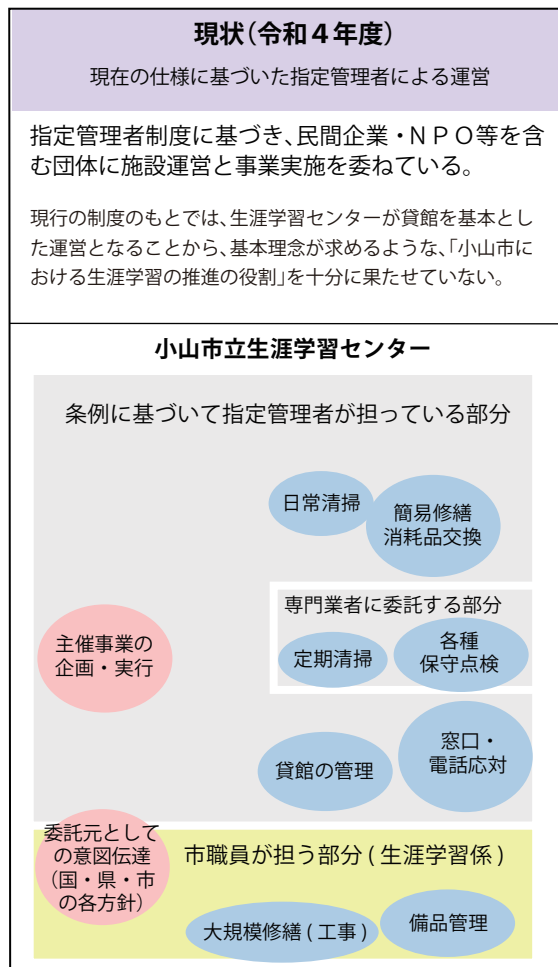 現状(令和4年度)
現在の仕様に基づいた指定管理者による運営
指定管理者制度に基づき、民間企業・NPO等を含
む団体に施設運営と事業実施を委ねている。
現行の制度のもとでは、生涯学習センターが貸館を基本とし
た運営となることから、基本理念が求めるような、「小山市に
おける生涯学習の推進の役割」を十分に果たせていない。
小山市立生涯学習センター
条例に基づいて指定管理者が担っている部分
日常清掃
簡易修繕
消耗品交換
専門業者に委託する部分
主催事業の
企画・実行
定期清掃
各種
保守点検
貸館の管理
窓口・
電話応対
委託元として
の意図伝達
(国・県・市
の各方針)
市職員が担う部分(生涯学習係)
大規模修繕(工事)
備品管理